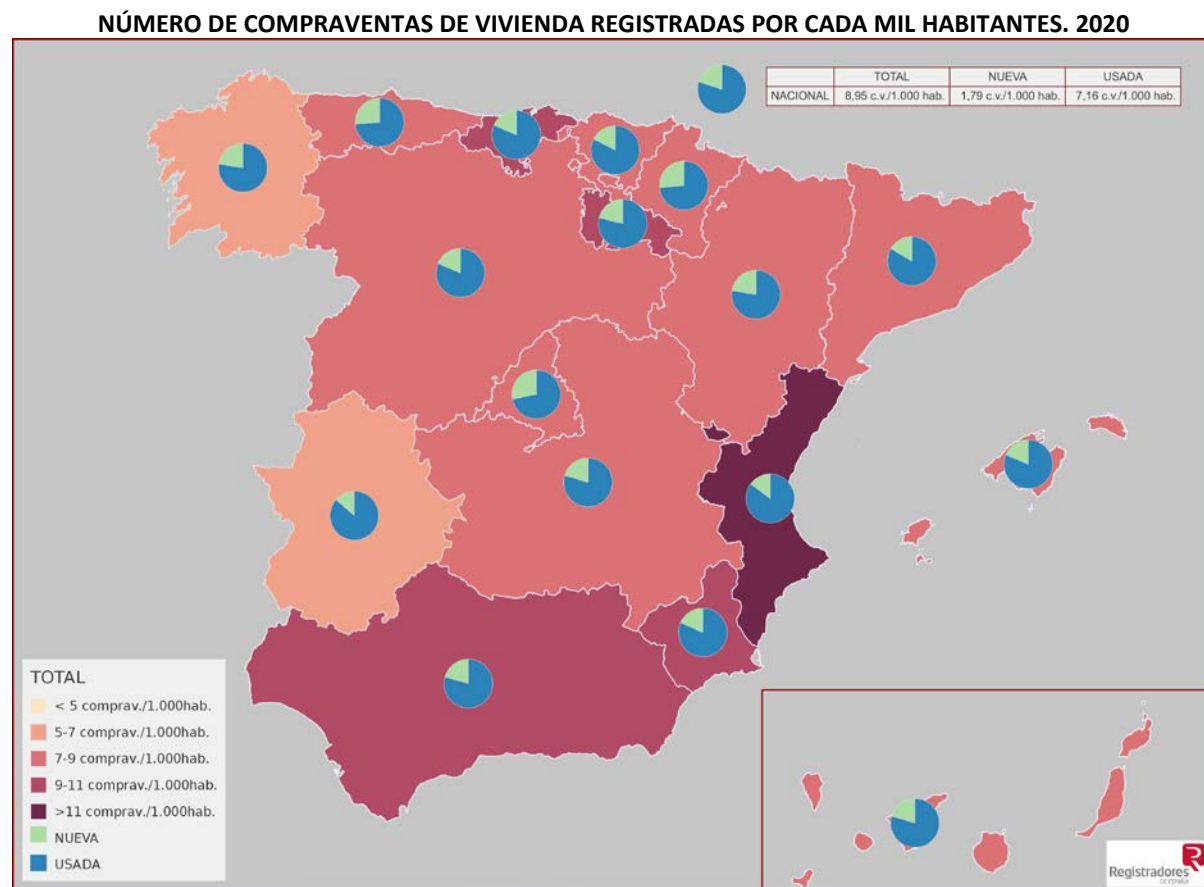 NÚMERO DE COMPRAVENTAS DE VIVIENDA REGISTRADAS POR CADA MIL HABITANTES. 2020
TOTAL NUEVA USADA
NACIONAL 8,95 c.v./1.000 hab. 1,79 c.v./1.000 hab. 7,16 c.v./1.000 hab.
TOTAL
< 5 comprav./1.000hab.
5-7 comprav./1.000hab.
7-9 comprav./1.000hab.
9-11 comprav./1.000hab.
>11 comprav./1.000hab.
NUEVA
USADA
Registradores
DE ESPAÑA